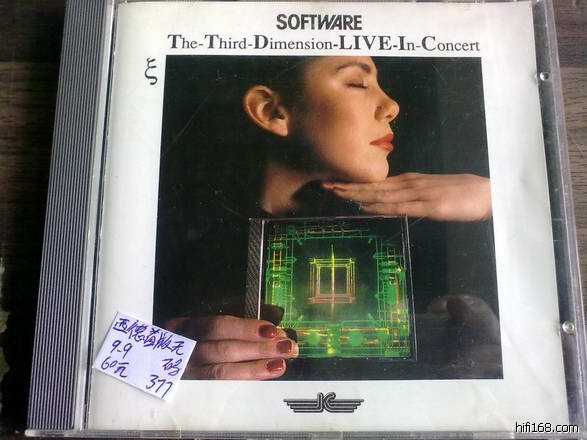 SOFTWARE
The-Third-Dimension-LIVE-In-Concert
ξ
西德首版无
9-9
60元
377
IC
hifi168.com